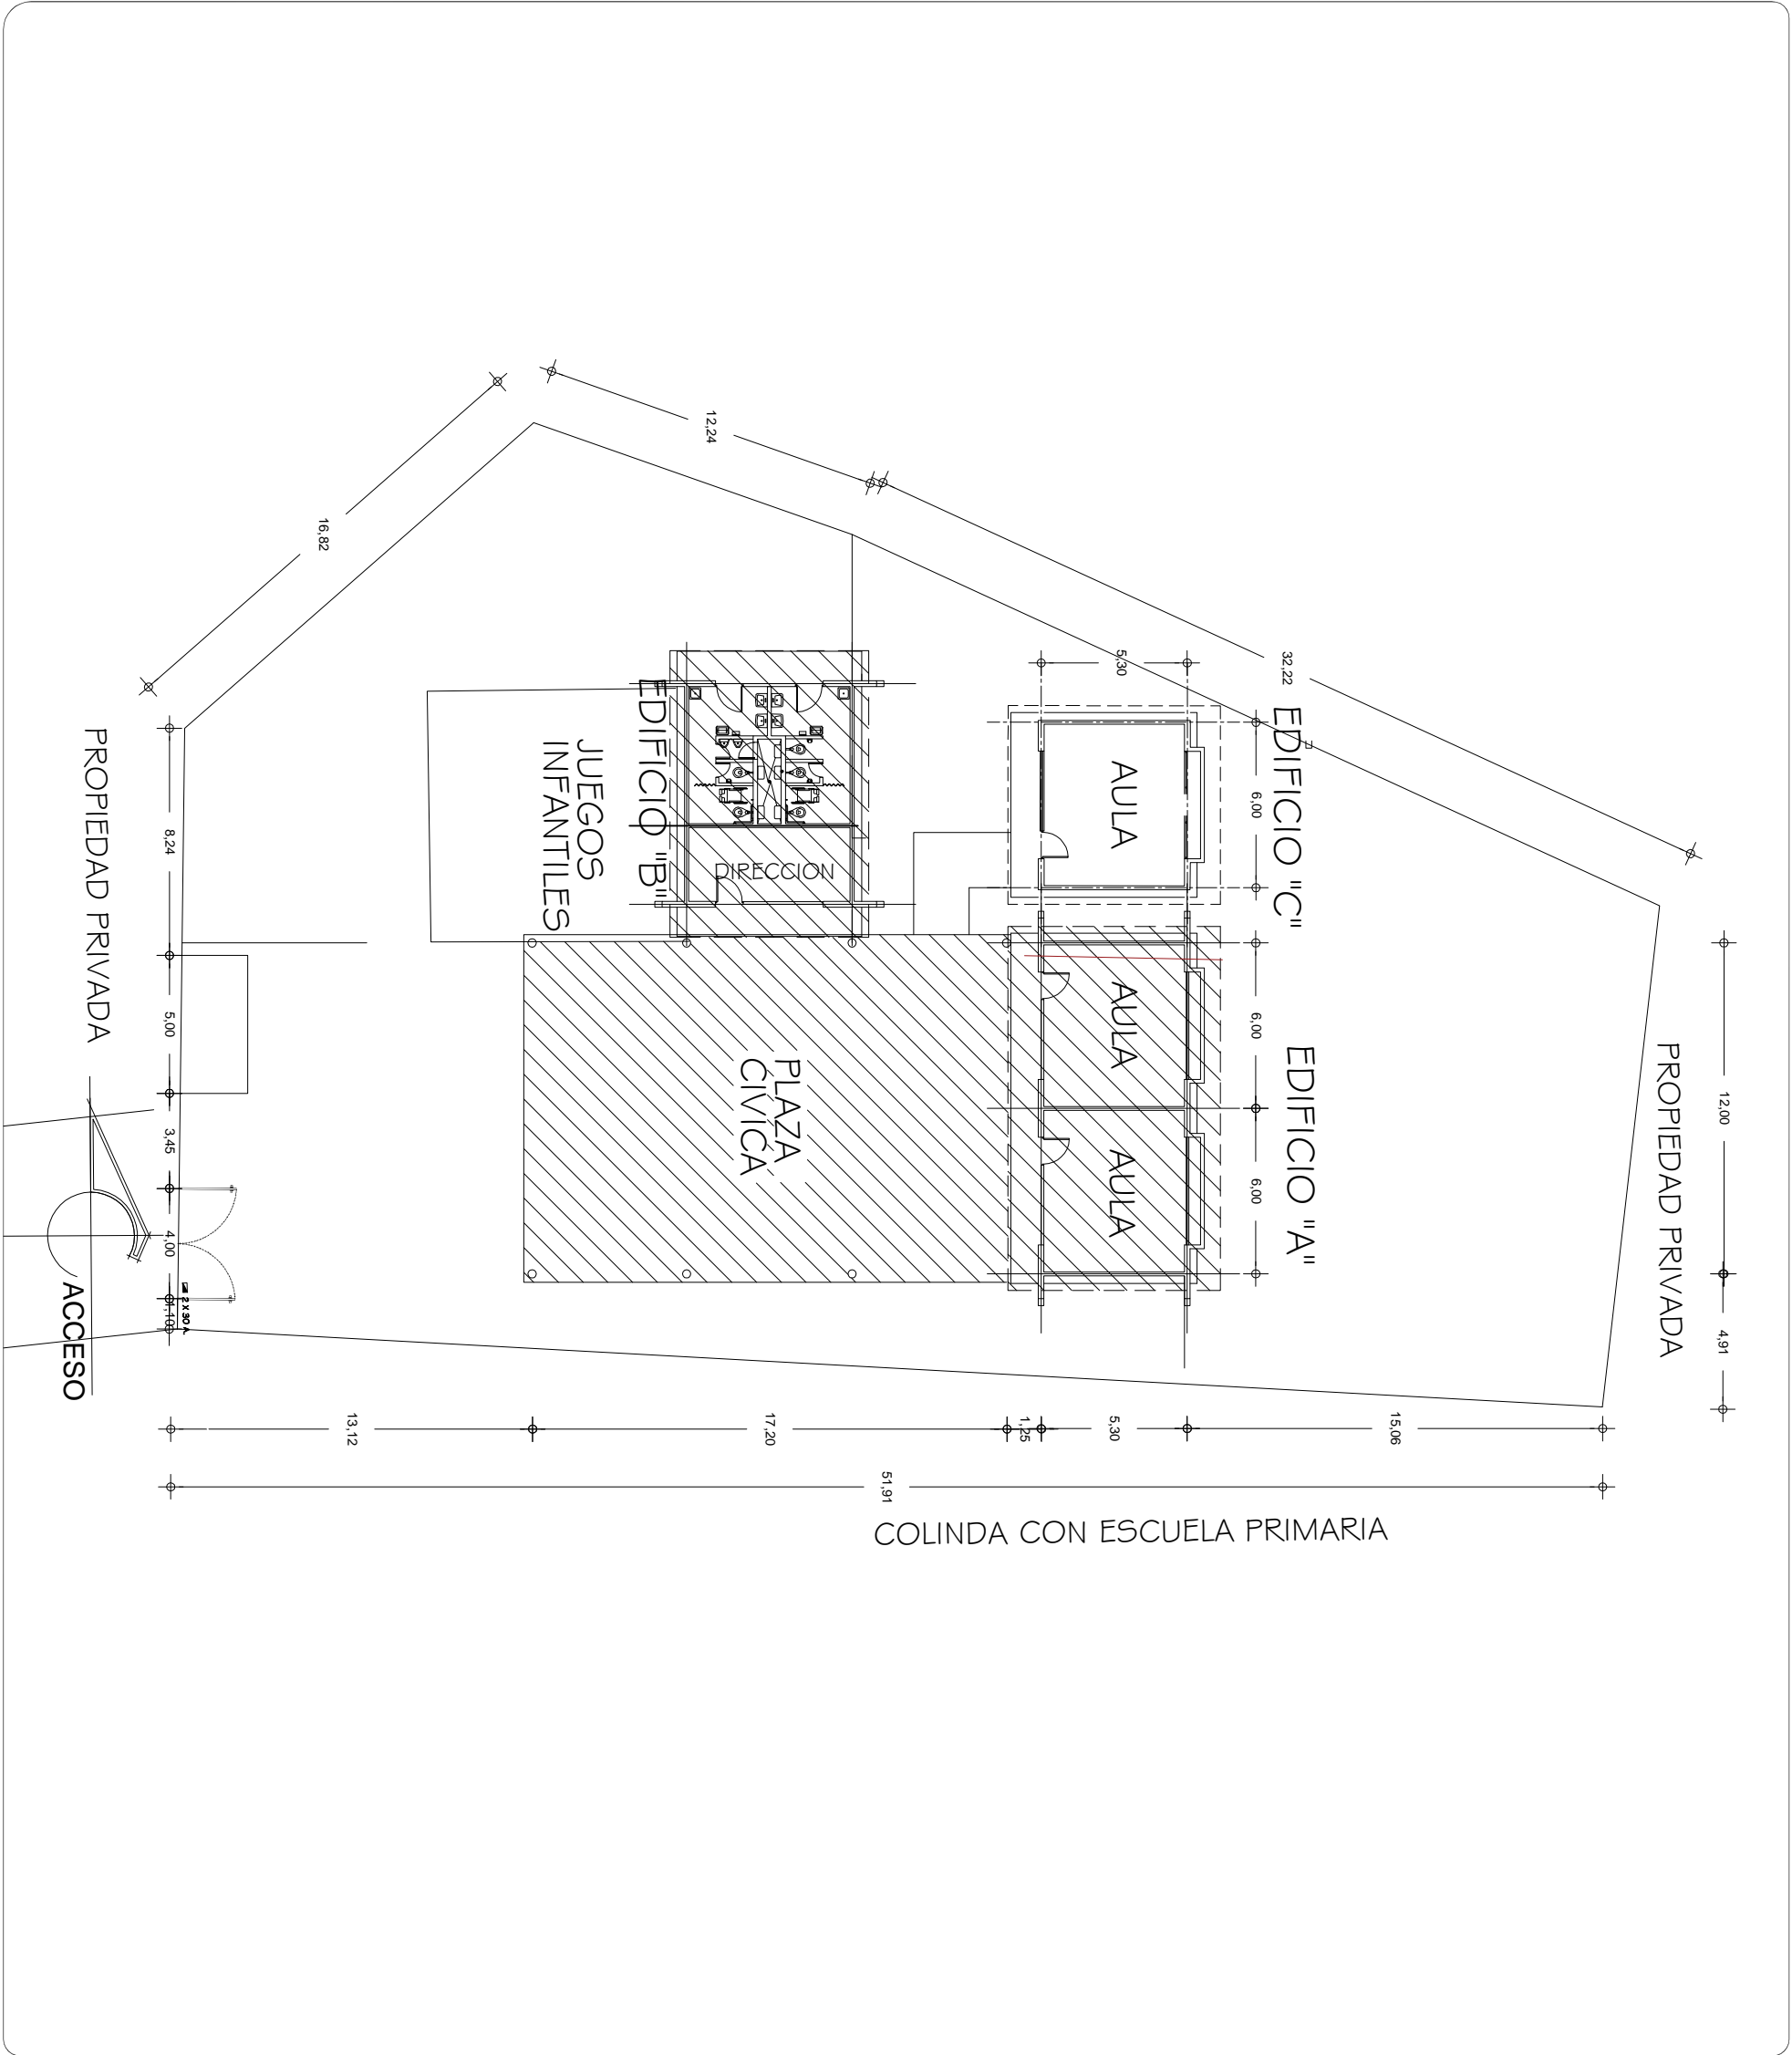 12,24
16,82
32,22
5,30
6,00
EDIFICIO "C"
AULA
EDIFICIO "B"
JUEGOS
INFANTILES
DIRECCION
PROPIEDAD PRIVADA
8,24
5,00
3,45
4,00
1,10
2 X 30 A
ACCESO
PLAZA
CIVICA
AULA
AULA
6,00
6,00
EDIFICIO "A"
PROPIEDAD PRIVADA
12,00
4,91
13,12
17,20
1,25
5,30
15,06
51,91
COLINDA CON ESCUELA PRIMARIA